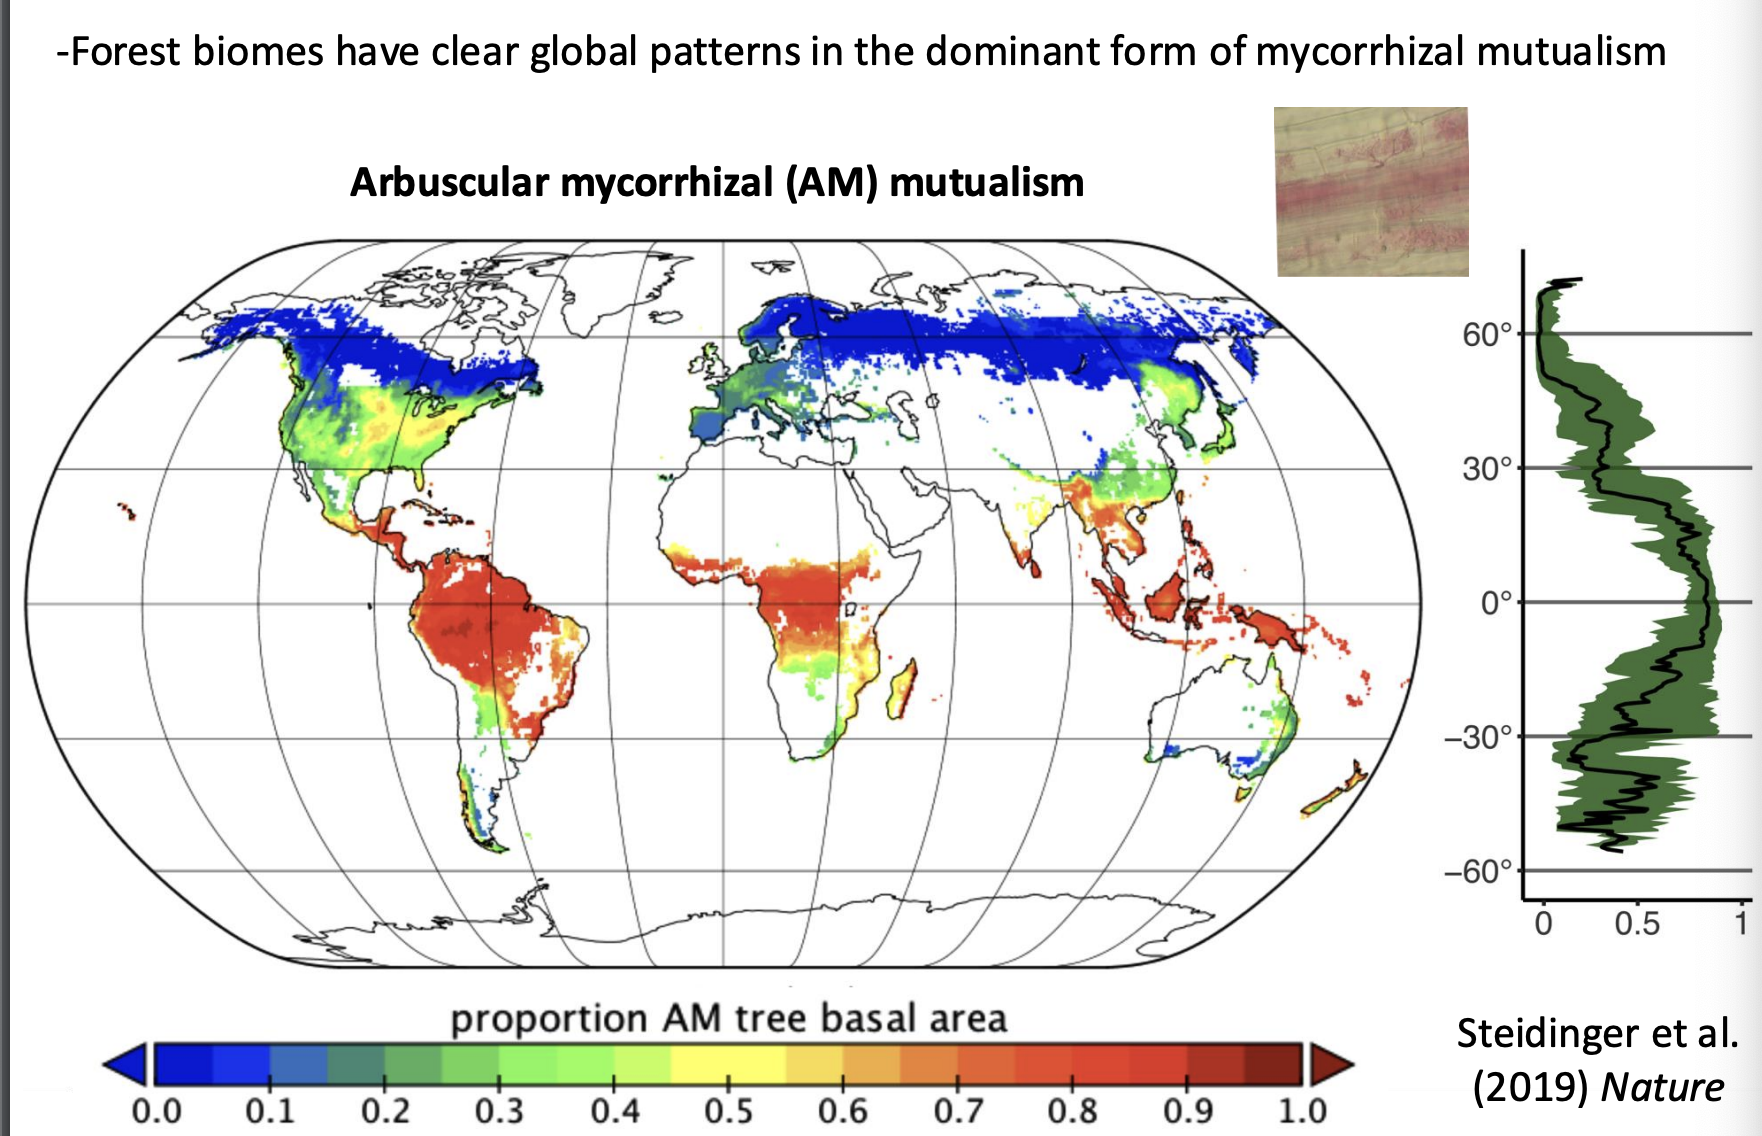 -Forest biomes have clear global patterns in the dominant form of mycorrhizal mutualism
Arbuscular mycorrhizal (AM) mutualism
60°
30°
0°
−30°
−60°
0 0.5 1
proportion AM tree basal area
0.0 0.1 0.2 0.3 0.4 0.5 0.6 0.7 0.8 0.9 1.0
Steidinger et al.
(2019) Nature